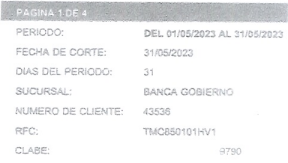 PAGINA 1 DE 4
PERIODO: DEL 01/05/2023 AL 31/05/2023
FECHA DE CORTE: 31/05/2023
DIAS DEL PERIODO: 31
SUCURSAL: BANCA GOBIERNO
NUMERO DE CLIENTE: 43536
RFC: TMC850101HV1
CLABE: 9790